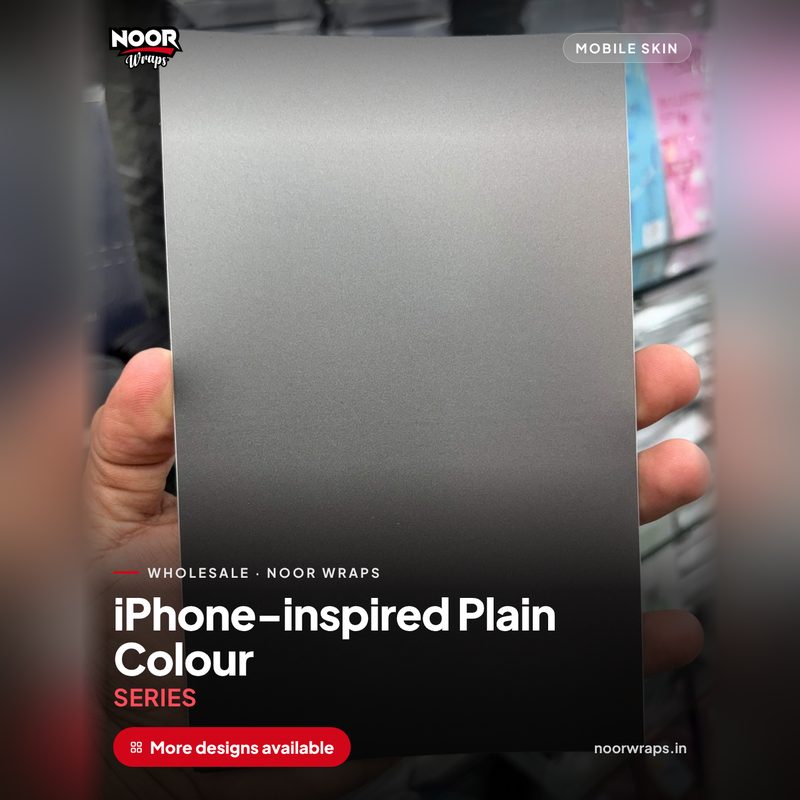 NOOR
Wraps
MOBILE SKIN
WHOLESALE · NOOR WRAPS
iPhone-inspired Plain
Colour
SERIES
More designs available
noorwraps.in